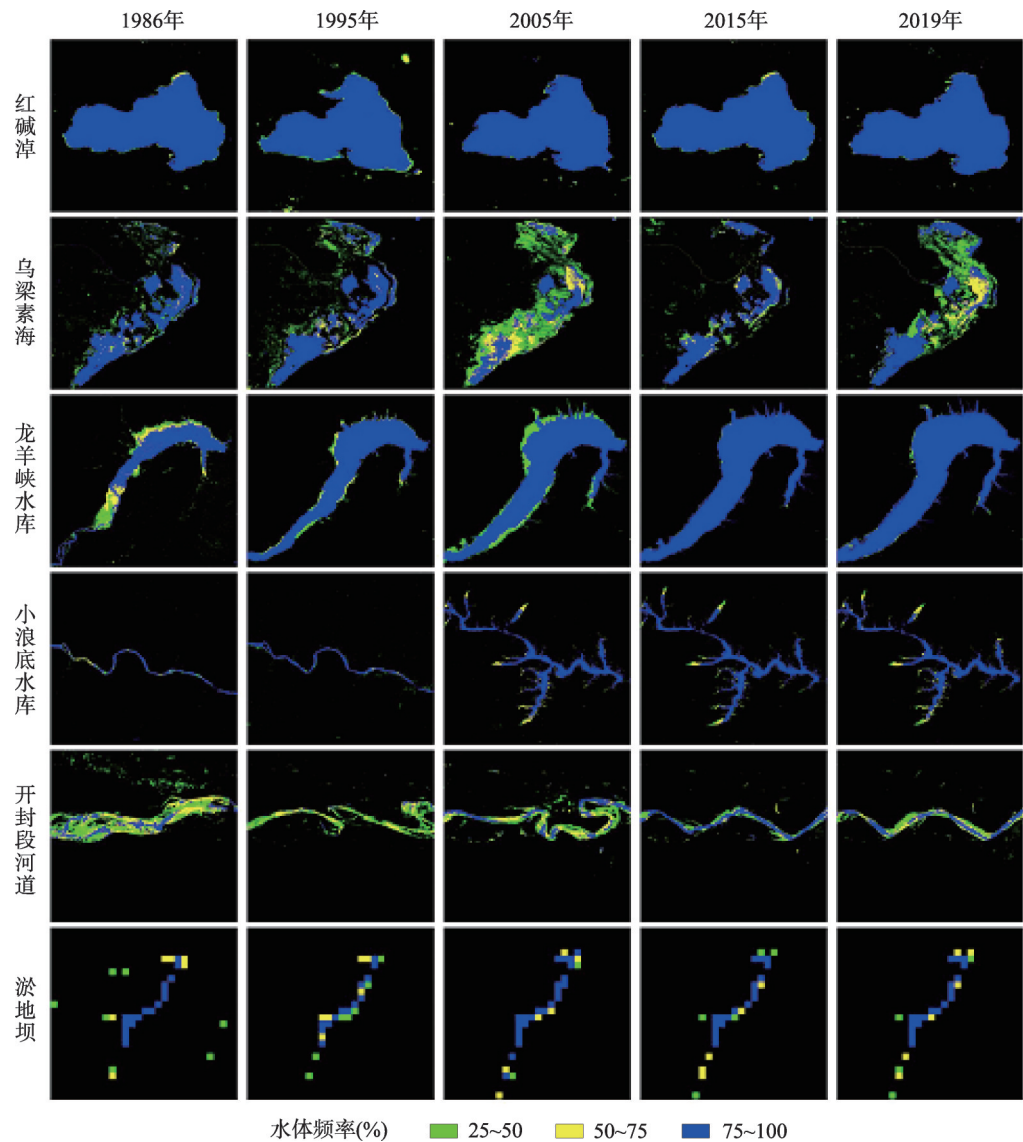 1986年 1995年 2005年 2015年 2019年
红碱淖
乌梁素海
龙羊峡水库
小浪底水库
开封段河道
淤地坝
水体频率(%) 25~50 50~75 75~100